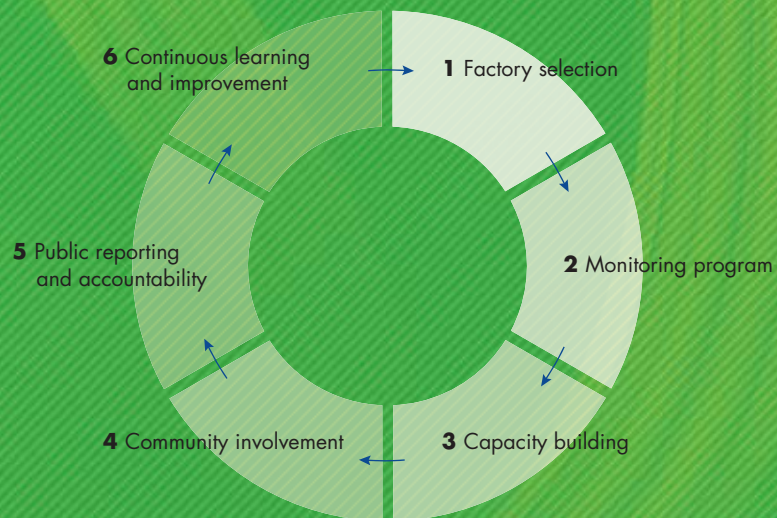 1 Factory selection
2 Monitoring program
3 Capacity building
4 Community involvement
5 Public reporting
and accountability
6 Continuous learning
and improvement